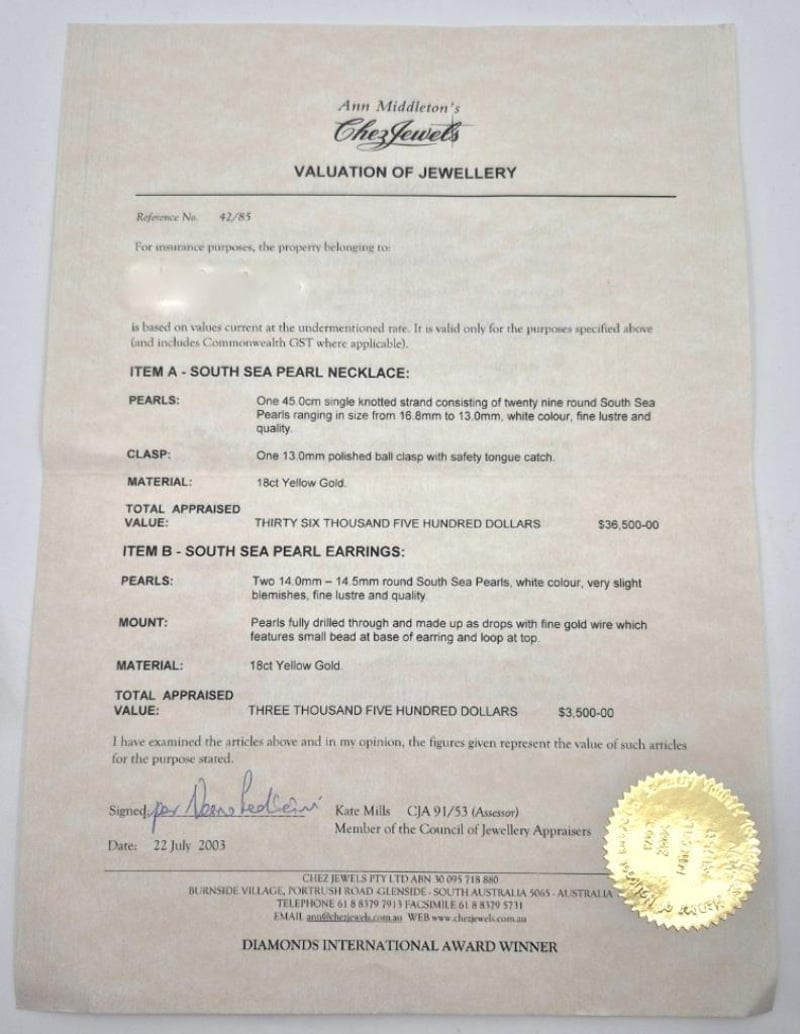 Ann Middleton's
Chez Jewels
VALUATION OF JEWELLERY
Reference No. 42/85
For insurance purposes, the property belonging to:
is based on values current at the undermentioned rate. It is valid only for the purposes specified above
(and includes Commonwealth GST where applicable).
ITEM A - SOUTH SEA PEARL NECKLACE:
PEARLS: One 45.0cm single knotted strand consisting of twenty nine round South Sea
Pearls ranging in size from 16.8mm to 13.0mm, white colour, fine lustre and
quality.
CLASP: One 13.0mm polished ball clasp with safety tongue catch.
MATERIAL: 18ct Yellow Gold.
TOTAL APPRAISED
VALUE: THIRTY SIX THOUSAND FIVE HUNDRED DOLLARS $36,500-00
ITEM B - SOUTH SEA PEARL EARRINGS:
PEARLS: Two 14.0mm – 14.5mm round South Sea Pearls, white colour, very slight
blemishes, fine lustre and quality.
MOUNT: Pearls fully drilled through and made up as drops with fine gold wire which
features small bead at base of earring and loop at top.
MATERIAL: 18ct Yellow Gold.
TOTAL APPRAISED
VALUE: THREE THOUSAND FIVE HUNDRED DOLLARS $3,500-00
I have examined the articles above and in my opinion, the figures given represent the value of such articles
for the purpose stated.
Signed: per Kate Mills CJA 91/53 (Assessor)
Member of the Council of Jewellery Appraisers
Date: 22 July 2003
CHEZ JEWELS PTY LTD ABN 30 095 718 880
BURNSIDE VILLAGE, PORTRUSH ROAD GLENSIDE - SOUTH AUSTRALIA 5065 - AUSTRALIA
TELEPHONE 61 8 8379 7913 FACSIMILE 61 8 8379 5731
EMAIL ann@chezjewels.com.au WEB www.chezjewels.com.au
DIAMONDS INTERNATIONAL AWARD WINNER